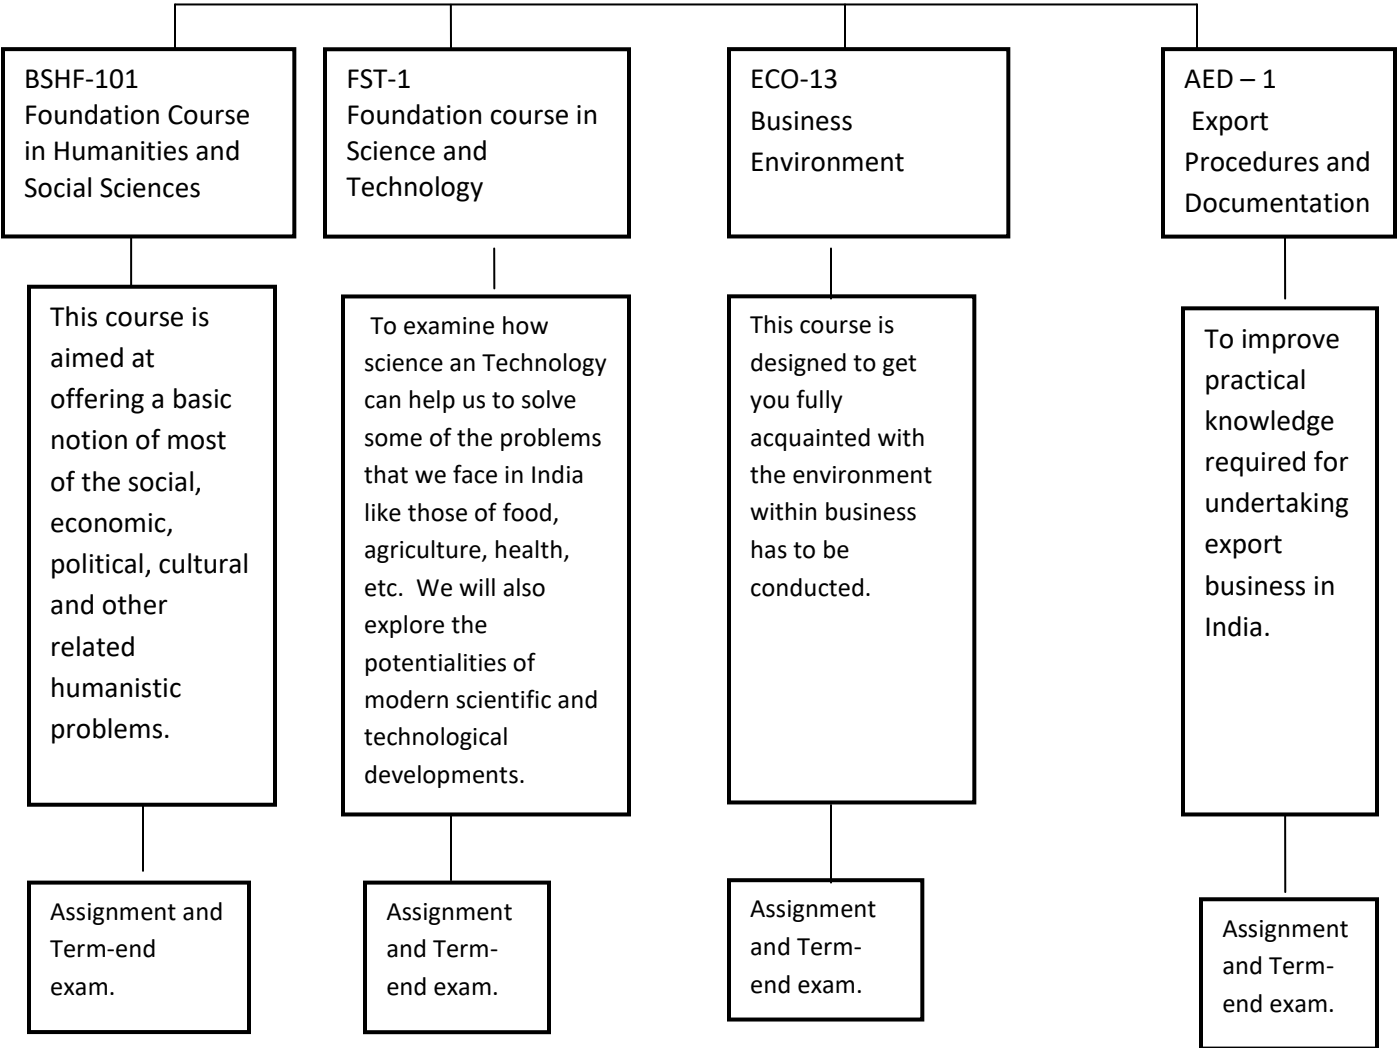 BSHF-101
Foundation Course
in Humanities and
Social Sciences
FST-1
Foundation course in
Science and
Technology
ECO-13
Business
Environment
AED – 1
Export
Procedures and
Documentation
This course is
aimed at
offering a basic
notion of most
of the social,
economic,
political, cultural
and other
related
humanistic
problems.
To examine how
science an Technology
can help us to solve
some of the problems
that we face in India
like those of food,
agriculture, health,
etc.  We will also
explore the
potentialities of
modern scientific and
technological
developments.
This course is
designed to get
you fully
acquainted with
the environment
within business
has to be
conducted.
To improve
practical
knowledge
required for
undertaking
export
business in
India.
Assignment and
Term-end
exam.
Assignment
and Term-
end exam.
Assignment
and Term-
end exam.
Assignment
and Term-
end exam.